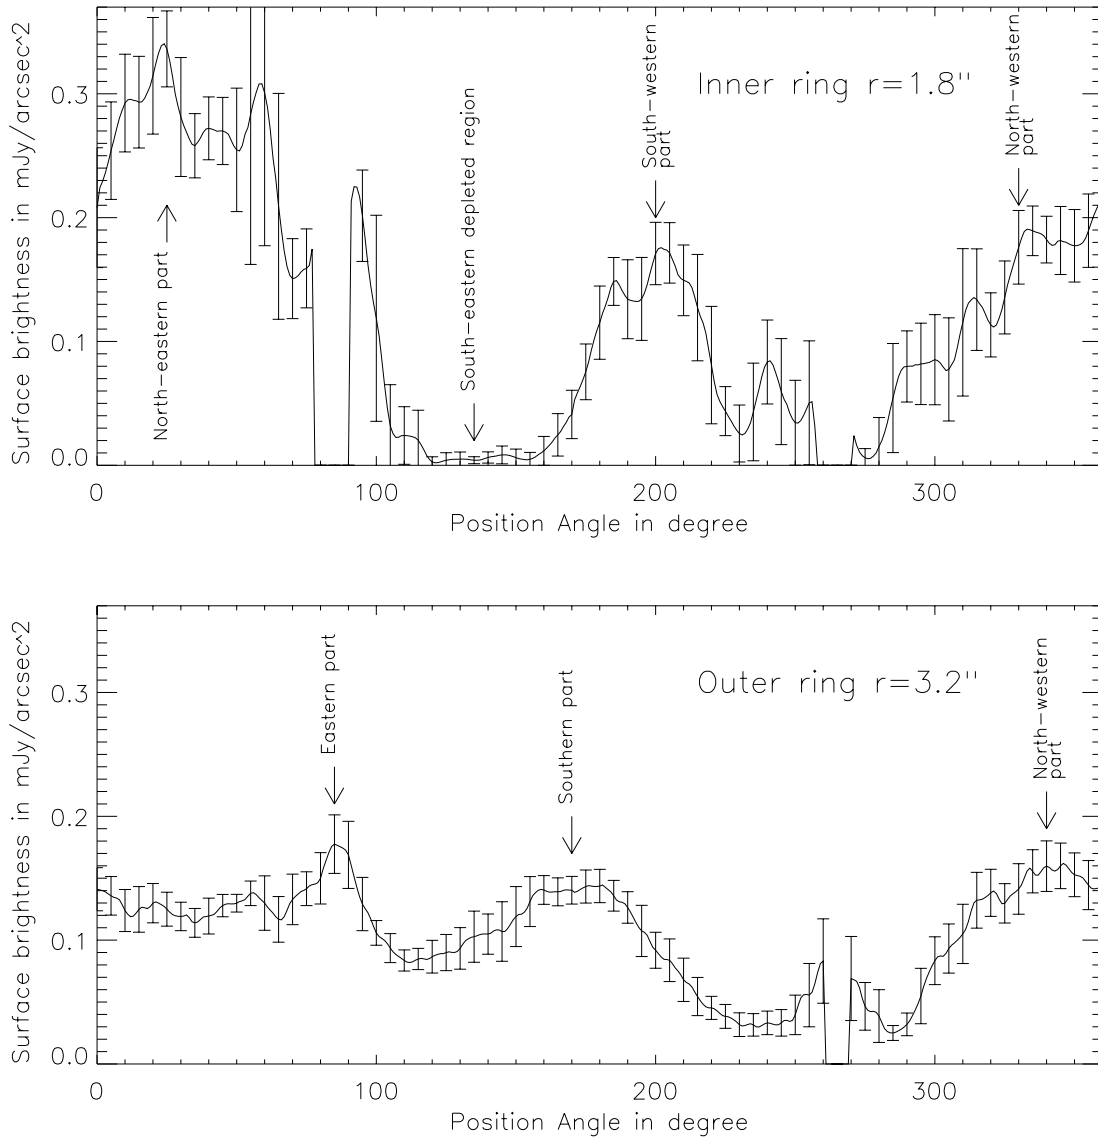 Surface brightness in mJy/arcsec^2
0.3
0.2
0.1
0.0
North-eastern part
South-eastern depleted region
South-western
part
North-western
part
Inner ring r=1.8"
0
100
200
300
Position Angle in degree
Surface brightness in mJy/arcsec^2
0.3
0.2
0.1
0.0
Eastern part
Southern part
North-western
part
Outer ring r=3.2"
0
100
200
300
Position Angle in degree